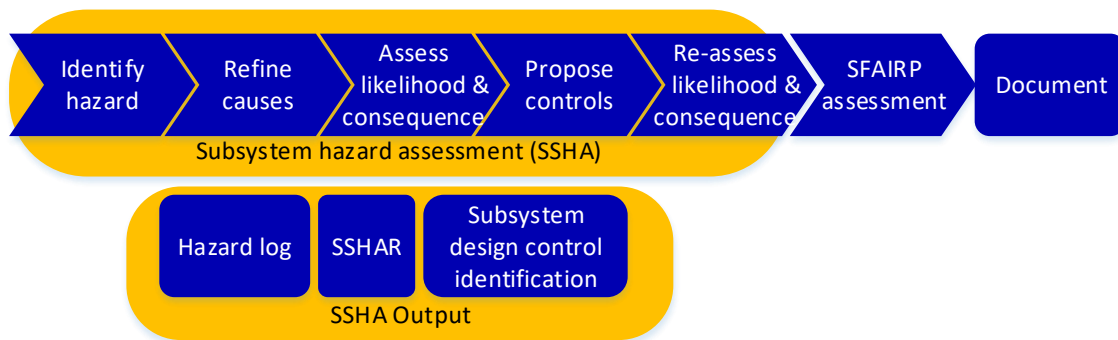 Identify
hazard
Refine
causes
Assess
likelihood &
consequence
Propose
controls
Re-assess
likelihood &
consequence
SFAIRP
assessment
Document
Subsystem hazard assessment (SSHA)
Hazard log
SSHAR
Subsystem
design control
identification
SSHA Output